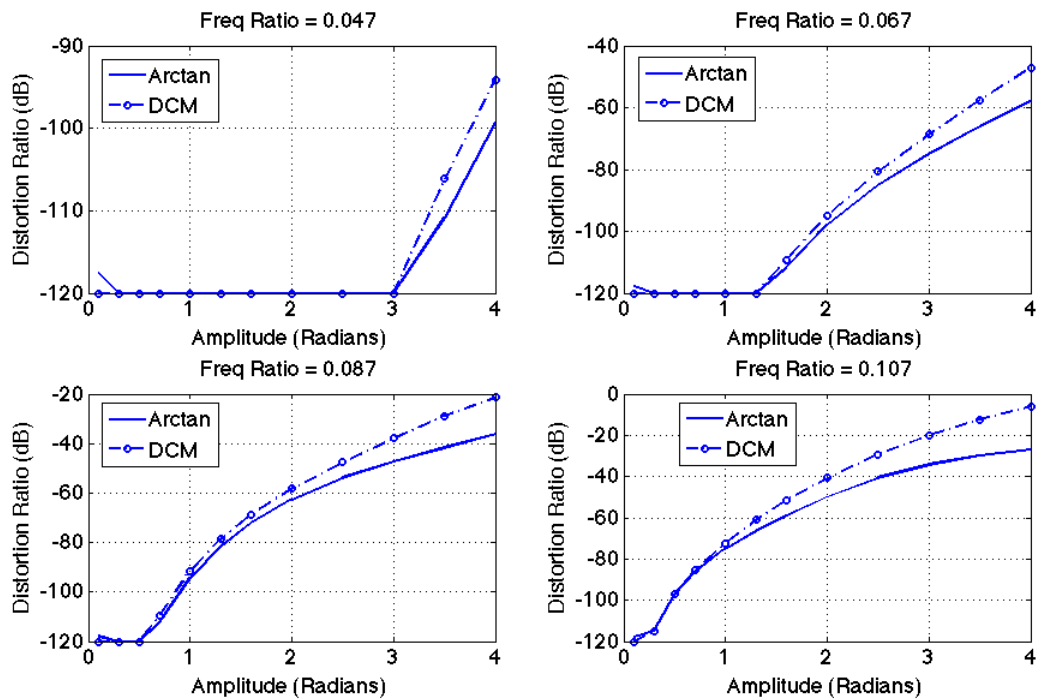 Freq Ratio = 0.047
-90
-100
-110
-120
Distortion Ratio (dB)
Arctan
DCM
0 1 2 3 4
Amplitude (Radians)
Freq Ratio = 0.067
-40
-60
-80
-100
-120
Distortion Ratio (dB)
Arctan
DCM
0 1 2 3 4
Amplitude (Radians)
Freq Ratio = 0.087
-20
-40
-60
-80
-100
-120
Distortion Ratio (dB)
Arctan
DCM
0 1 2 3 4
Amplitude (Radians)
Freq Ratio = 0.107
0
-20
-40
-60
-80
-100
-120
Distortion Ratio (dB)
Arctan
DCM
0 1 2 3 4
Amplitude (Radians)